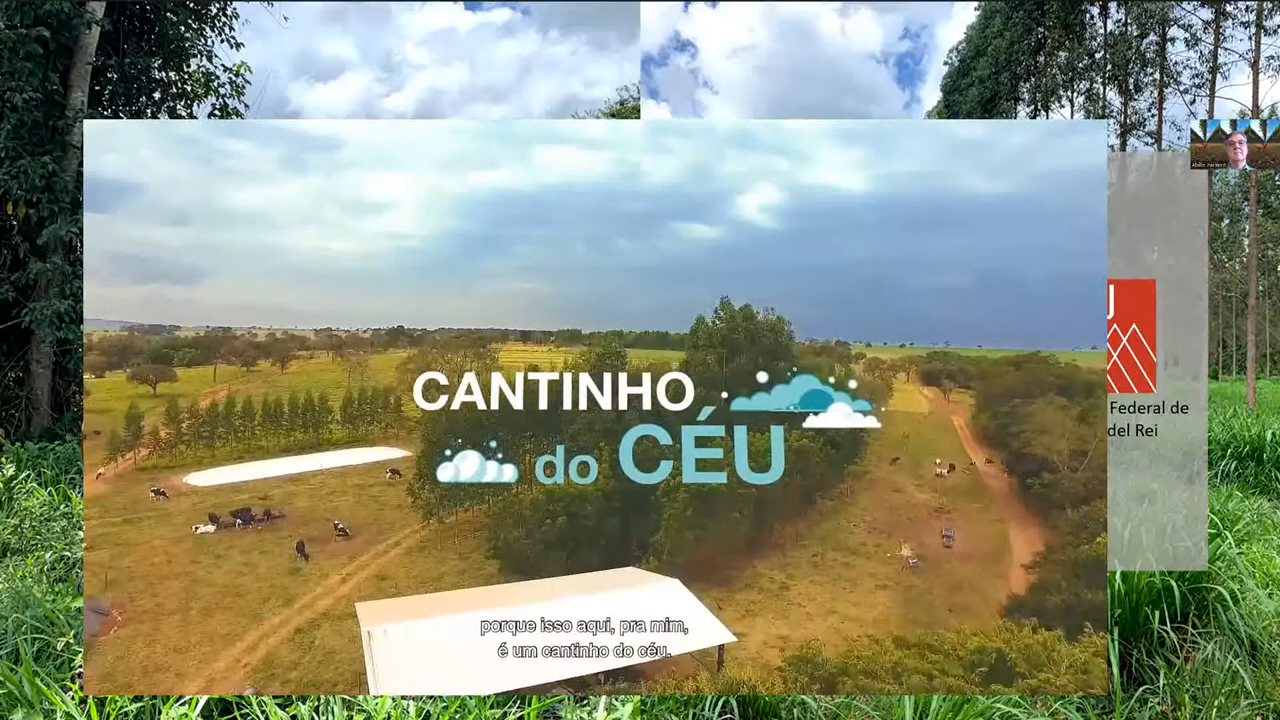 CANTINHO
do CÉU
porque isso aqui, pra mim,
é um cantinho do céu.
J
Federal de
del Rei